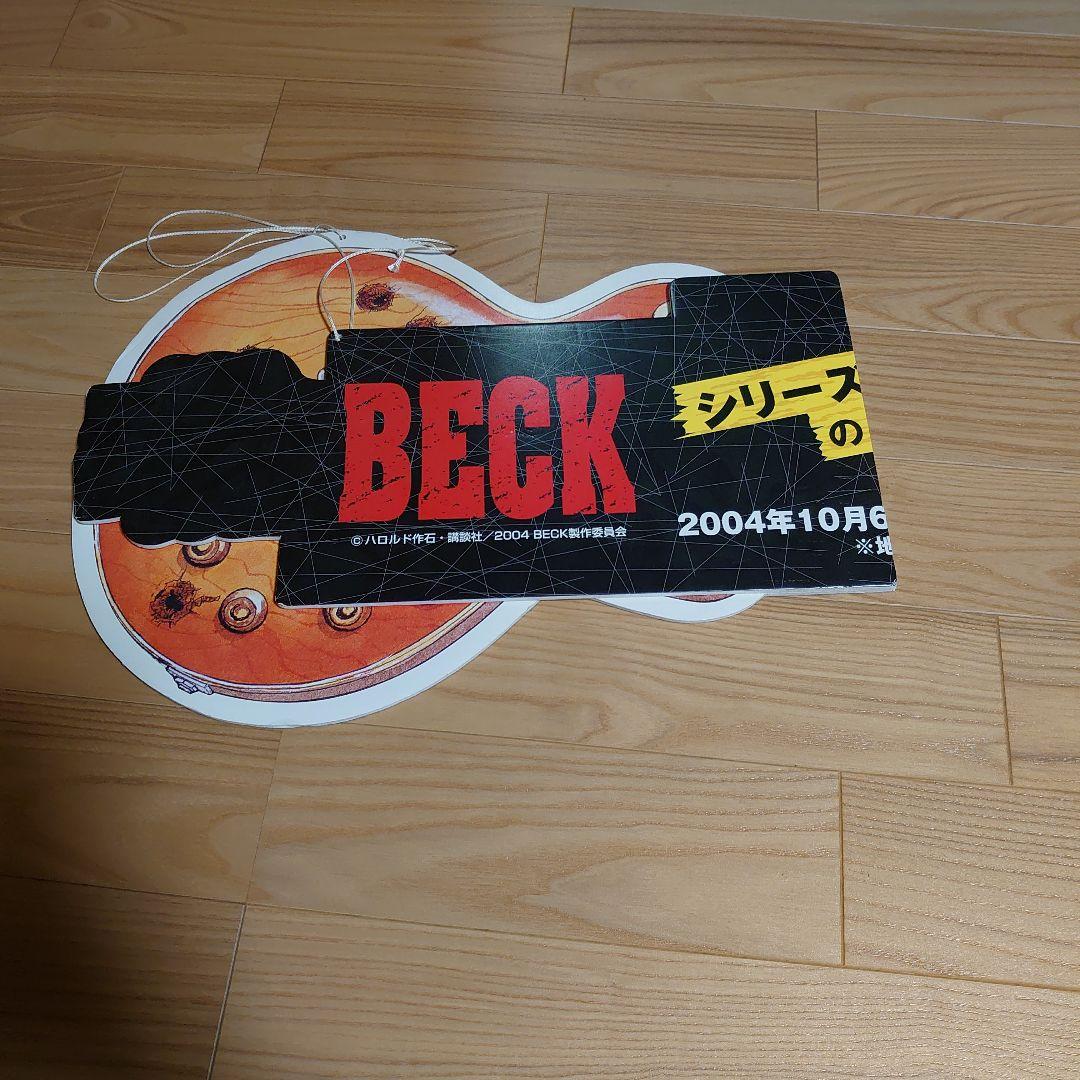 BECK
©ハロルド作石・講談社／2004 BECK製作委員会
シリーズ
の
2004年10月6
※地